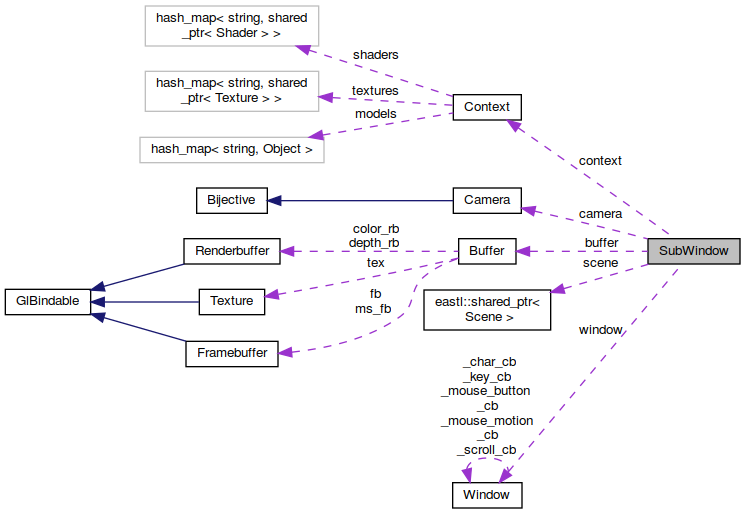 hash_map< string, shared
_ptr< Shader > >
shaders
hash_map< string, shared
_ptr< Texture > >
textures
Context
models
hash_map< string, Object >
context
Bijective
Camera
camera
color_rb
depth_rb
Renderbuffer
Buffer
buffer
SubWindow
tex
scene
GlBindable
Texture
fb
ms_fb
eastl::shared_ptr<
Scene >
window
Framebuffer
_char_cb
_key_cb
_mouse_button
_cb
_mouse_motion
_cb
_scroll_cb
Window